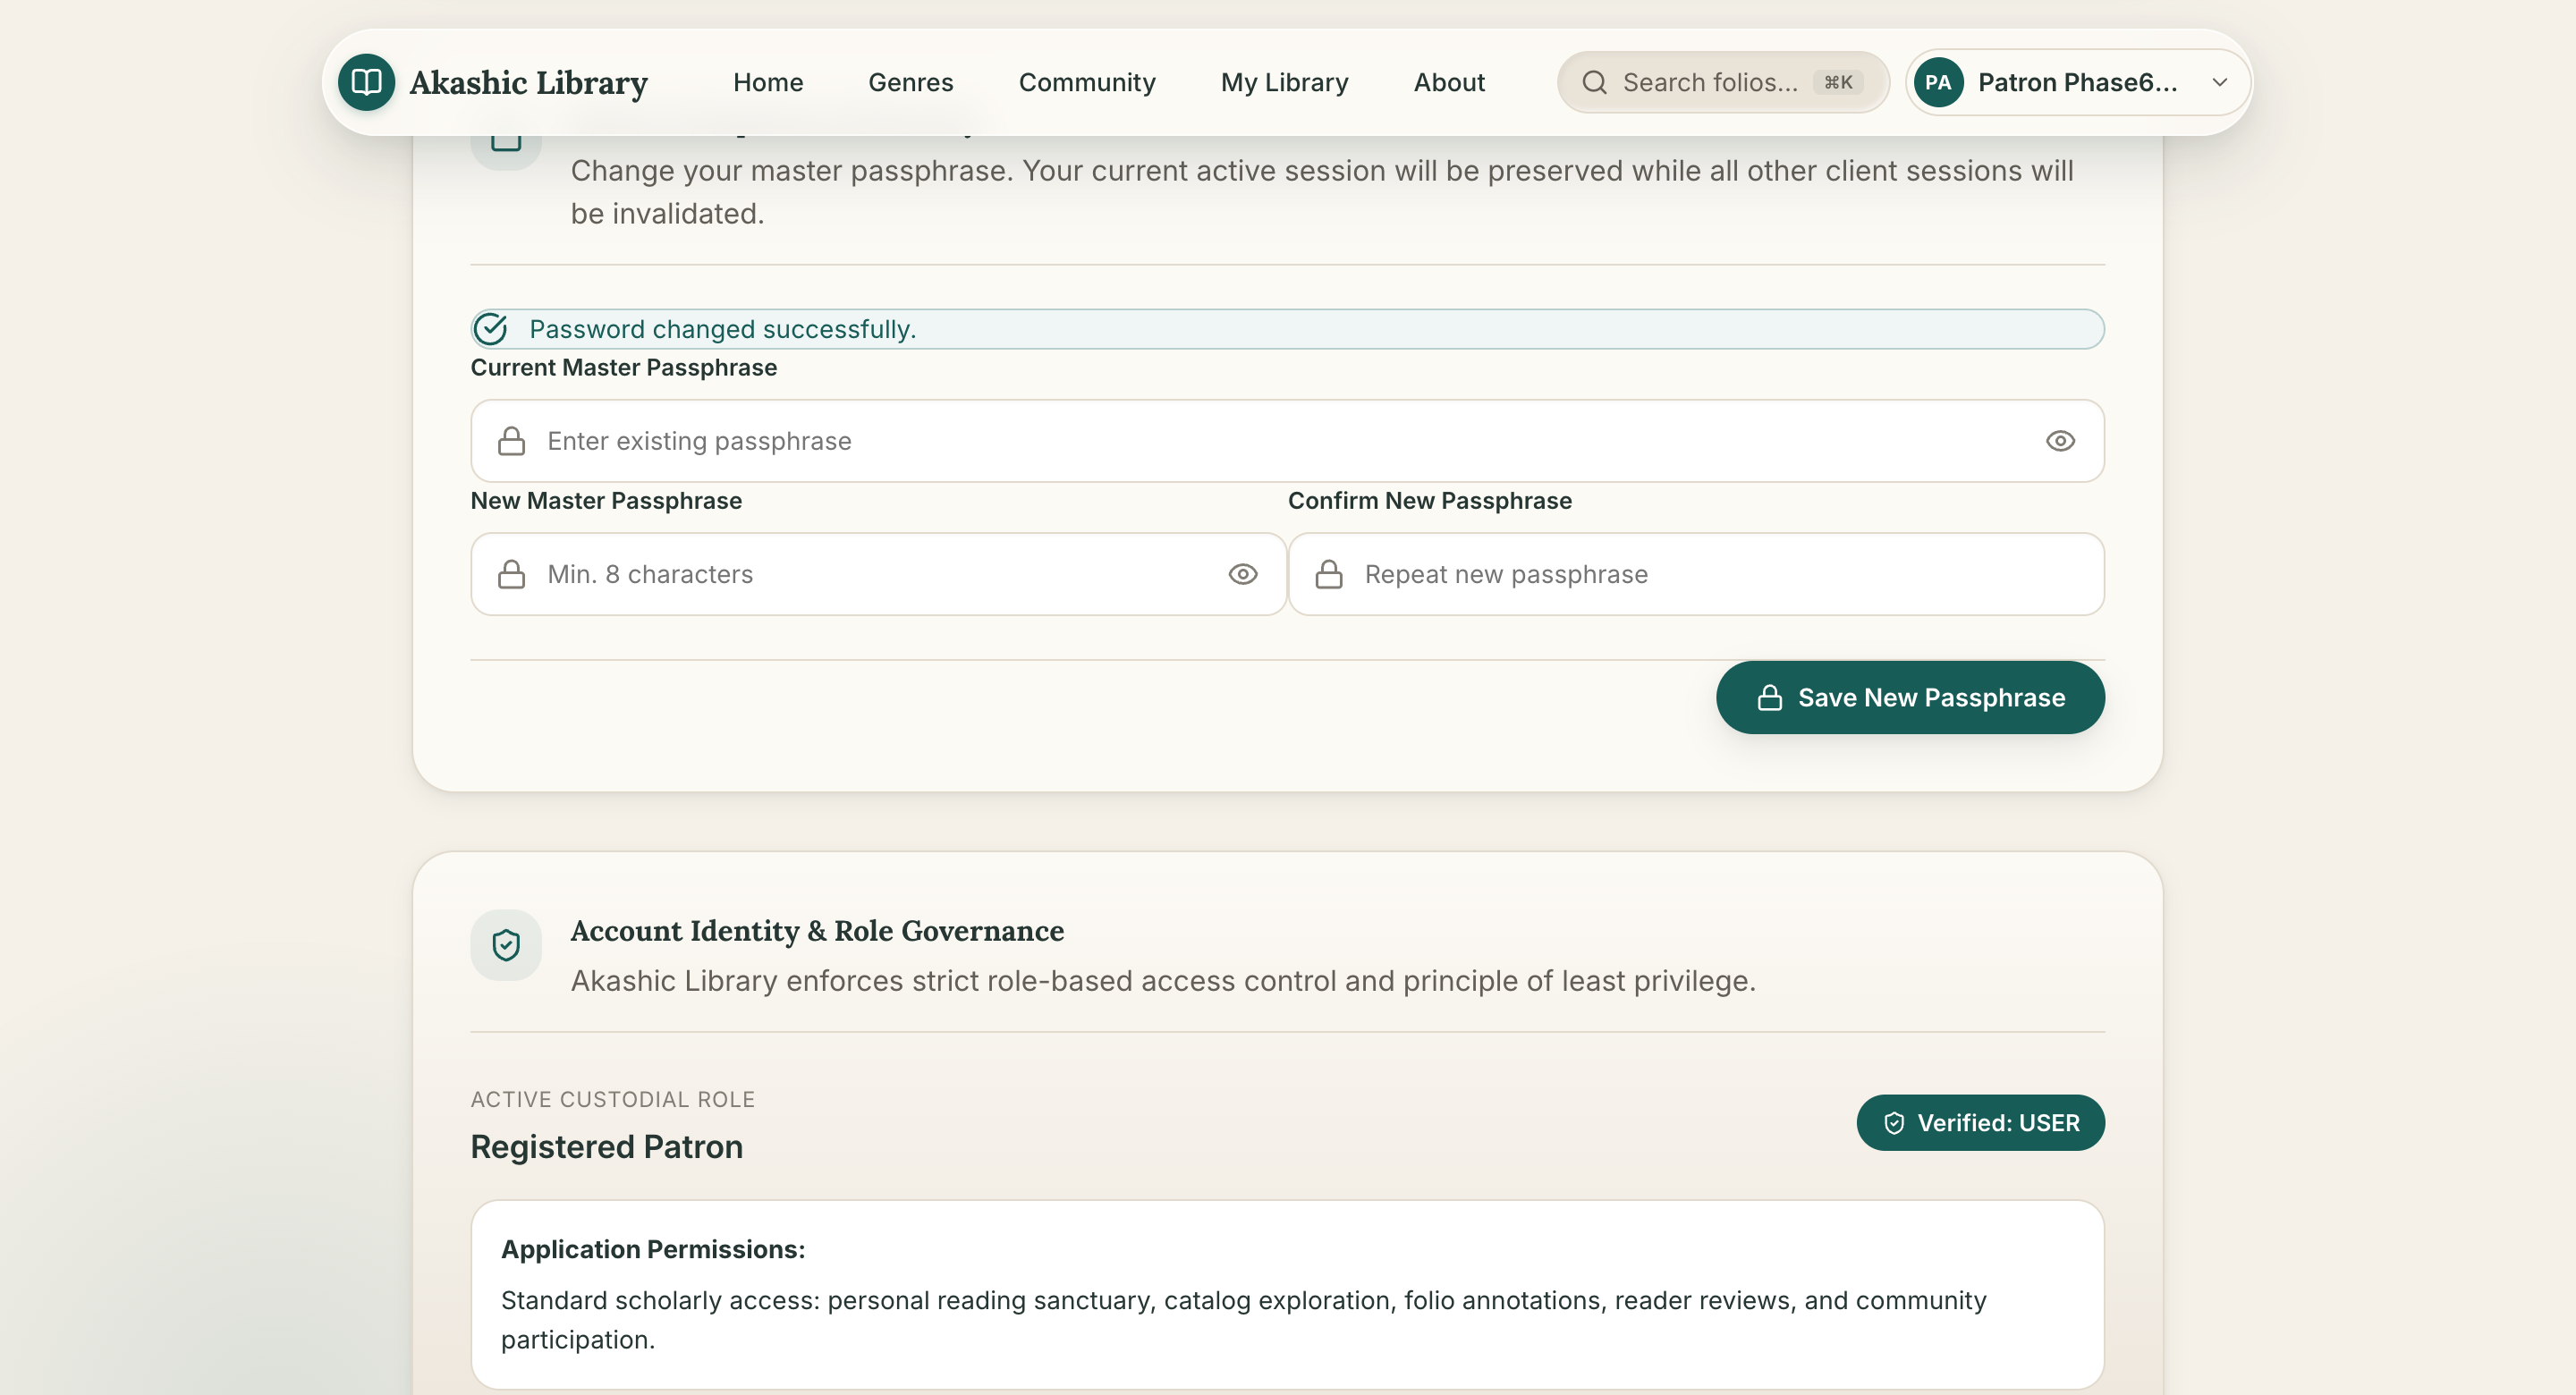 Akashic Library
Home
Genres
Community
My Library
About
Search folios...
⌘K
PA
Patron Phase6...
Change your master passphrase. Your current active session will be preserved while all other client sessions will
be invalidated.
Password changed successfully.
Current Master Passphrase
Enter existing passphrase
New Master Passphrase
Confirm New Passphrase
Min. 8 characters
Repeat new passphrase
Save New Passphrase
Account Identity & Role Governance
Akashic Library enforces strict role-based access control and principle of least privilege.
ACTIVE CUSTODIAL ROLE
Registered Patron
Verified: USER
Application Permissions:
Standard scholarly access: personal reading sanctuary, catalog exploration, folio annotations, reader reviews, and community
participation.